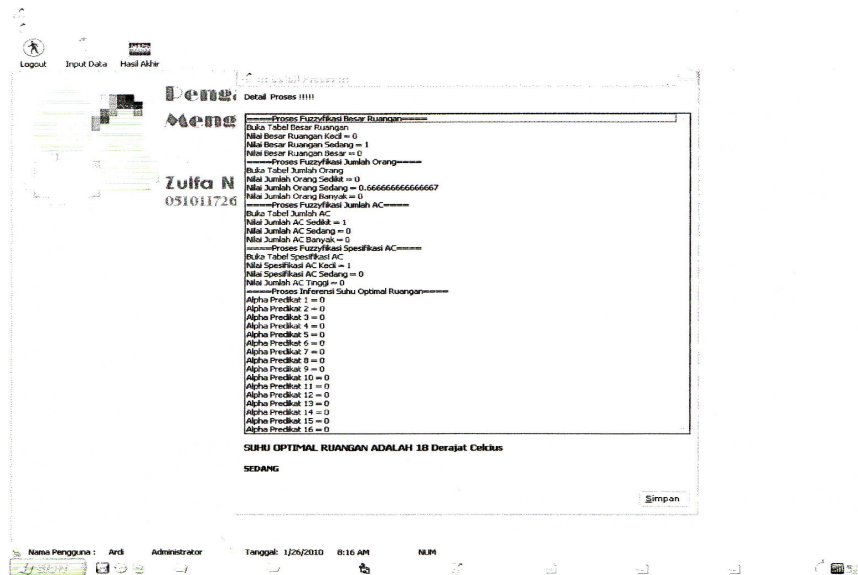 Logout Input Data Hasil Akhir
Detail Proses !!!!!
=====Proses Fuzzyfikasi Besar Ruangan=====
Buka Tabel Besar Ruangan
Nilai Besar Ruangan Kecil = 0
Nilai Besar Ruangan Sedang = 1
Nilai Besar Ruangan Besar = 0
=====Proses Fuzzyfikasi Jumlah Orang=====
Buka Tabel Jumlah Orang
Nilai Jumlah Orang Sedikit = 0
Nilai Jumlah Orang Sedang = 0.666666666666667
Nilai Jumlah Orang Banyak = 0
=====Proses Fuzzyfikasi Jumlah AC=====
Buka Tabel Jumlah AC
Nilai Jumlah AC Sedikit = 1
Nilai Jumlah AC Sedang = 0
Nilai Jumlah AC Banyak = 0
=====Proses Fuzzyfikasi Spesifikasi AC=====
Buka Tabel Spesifikasi AC
Nilai Spesifikasi AC Kecil = 1
Nilai Spesifikasi AC Sedang = 0
Nilai Jumlah AC Tinggi = 0
=====Proses Inferensi Suhu Optimal Ruangan=====
Alpha Predikat 1 = 0
Alpha Predikat 2 = 0
Alpha Predikat 3 = 0
Alpha Predikat 4 = 0
Alpha Predikat 5 = 0
Alpha Predikat 6 = 0
Alpha Predikat 7 = 0
Alpha Predikat 8 = 0
Alpha Predikat 9 = 0
Alpha Predikat 10 = 0
Alpha Predikat 11 = 0
Alpha Predikat 12 = 0
Alpha Predikat 13 = 0
Alpha Predikat 14 = 0
Alpha Predikat 15 = 0
Alpha Predikat 16 = 0
Penga
Meng
Zulfa N
051011726
SUHU OPTIMAL RUANGAN ADALAH 18 Derajat Celcius
SEDANG
Simpan
Nama Pengguna : Ardi Administrator Tanggal: 1/26/2010 8:16 AM NUM